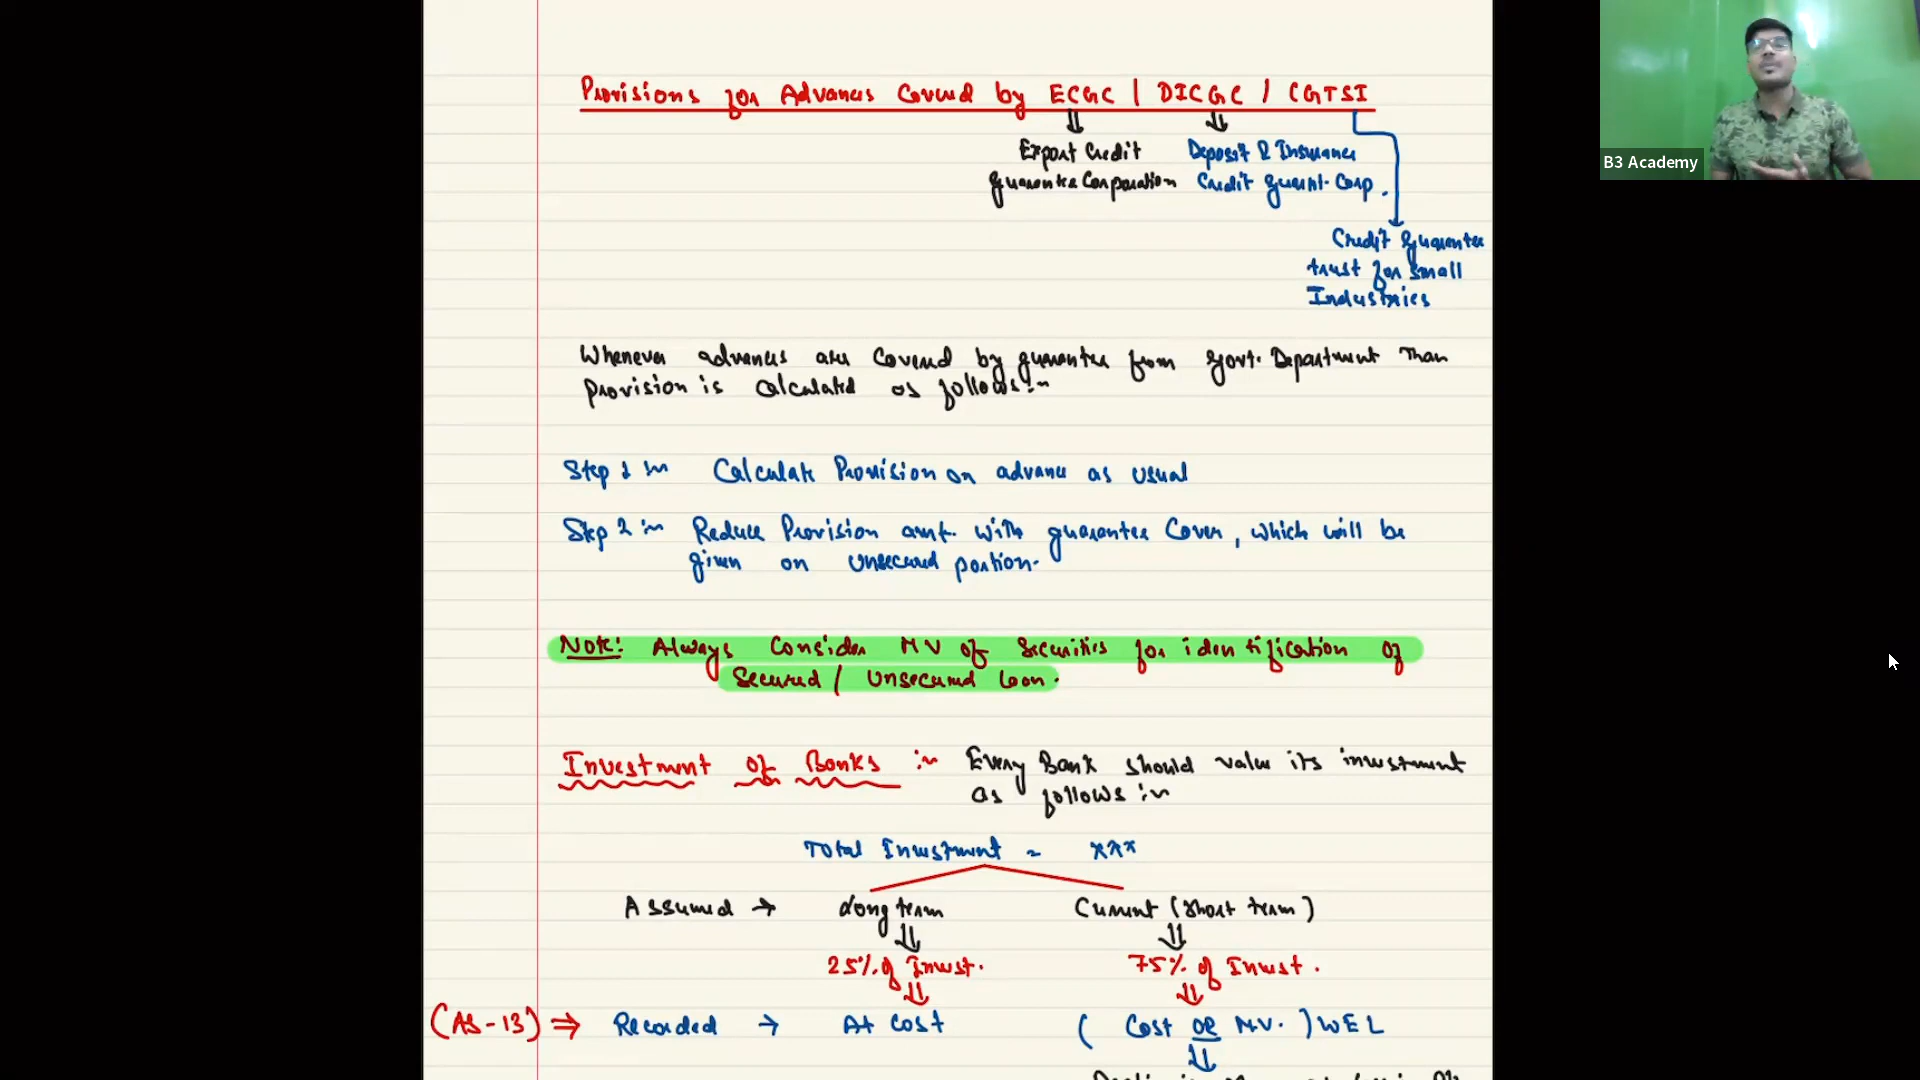 Provisions for Advances Covered by ECGC / DICGC / CGTSI
Export Credit
Guarantee Corporation
Deposit & Insurance
Credit Guarnt. Corp.
Credit Guarantee
trust for small
Industries
Whenever advances are covered by guarantee from Govt. Department Than
provision is calculated as follows :-
Step 1 :- Calculate Provision on advance as usual
Step 2 :- Reduce Provision amt. with guarantee Cover, which will be
given on unsecured portion.
Note: Always Consider MV of Securities for identification of
Secured / Unsecured Loan.
Investment of Banks :- Every Bank should value its investment
as follows :-
Total Investment = xxx
Assumed → Long term Current (Short term)
25% of Invest. 75% of Invest.
(AS-13) ⇒ Recorded → At Cost ( Cost OR MV. ) WEL
B3 Academy